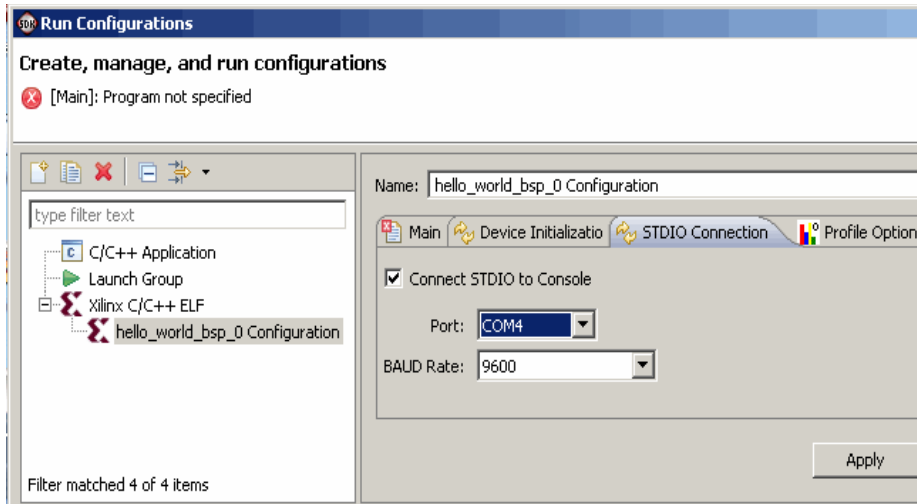 SDK Run Configurations
Create, manage, and run configurations
[Main]: Program not specified
type filter text
C/C++ Application
Launch Group
Xilinx C/C++ ELF
hello_world_bsp_0 Configuration
Filter matched 4 of 4 items
Name: hello_world_bsp_0 Configuration
Main Device Initializatio STDIO Connection Profile Option
Connect STDIO to Console
Port: COM4
BAUD Rate: 9600
Apply